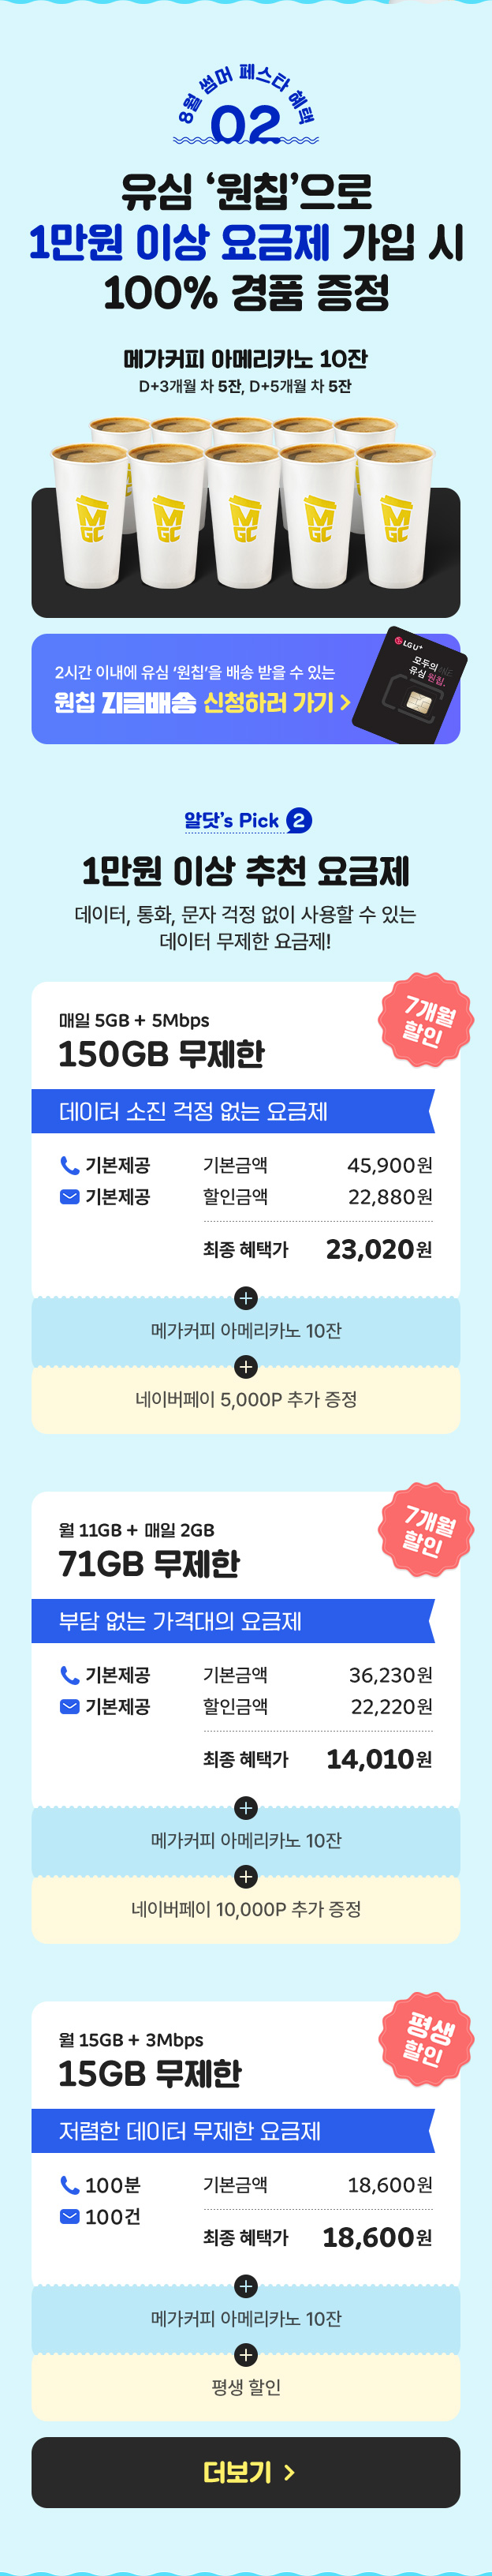 8월 썸머 페스타 혜택
02
유심 ‘원칩’으로
1만원 이상 요금제 가입 시
100% 경품 증정
메가커피 아메리카노 10잔
D+3개월 차 5잔, D+5개월 차 5잔
MGC MGC MGC MGC MGC
LG U+
모두의
유심 원칩.
2시간 이내에 유심 ‘원칩’을 배송 받을 수 있는
원칩 지금배송 신청하러 가기 >
알닷’s Pick 2
1만원 이상 추천 요금제
데이터, 통화, 문자 걱정 없이 사용할 수 있는
데이터 무제한 요금제!
7개월
할인
매일 5GB + 5Mbps
150GB 무제한
데이터 소진 걱정 없는 요금제
기본제공 기본금액 45,900원
기본제공 할인금액 22,880원
최종 혜택가 23,020원
+
메가커피 아메리카노 10잔
+
네이버페이 5,000P 추가 증정
7개월
할인
월 11GB + 매일 2GB
71GB 무제한
부담 없는 가격대의 요금제
기본제공 기본금액 36,230원
기본제공 할인금액 22,220원
최종 혜택가 14,010원
+
메가커피 아메리카노 10잔
+
네이버페이 10,000P 추가 증정
평생
할인
월 15GB + 3Mbps
15GB 무제한
저렴한 데이터 무제한 요금제
100분 기본금액 18,600원
100건
최종 혜택가 18,600원
+
메가커피 아메리카노 10잔
+
평생 할인
더보기 >